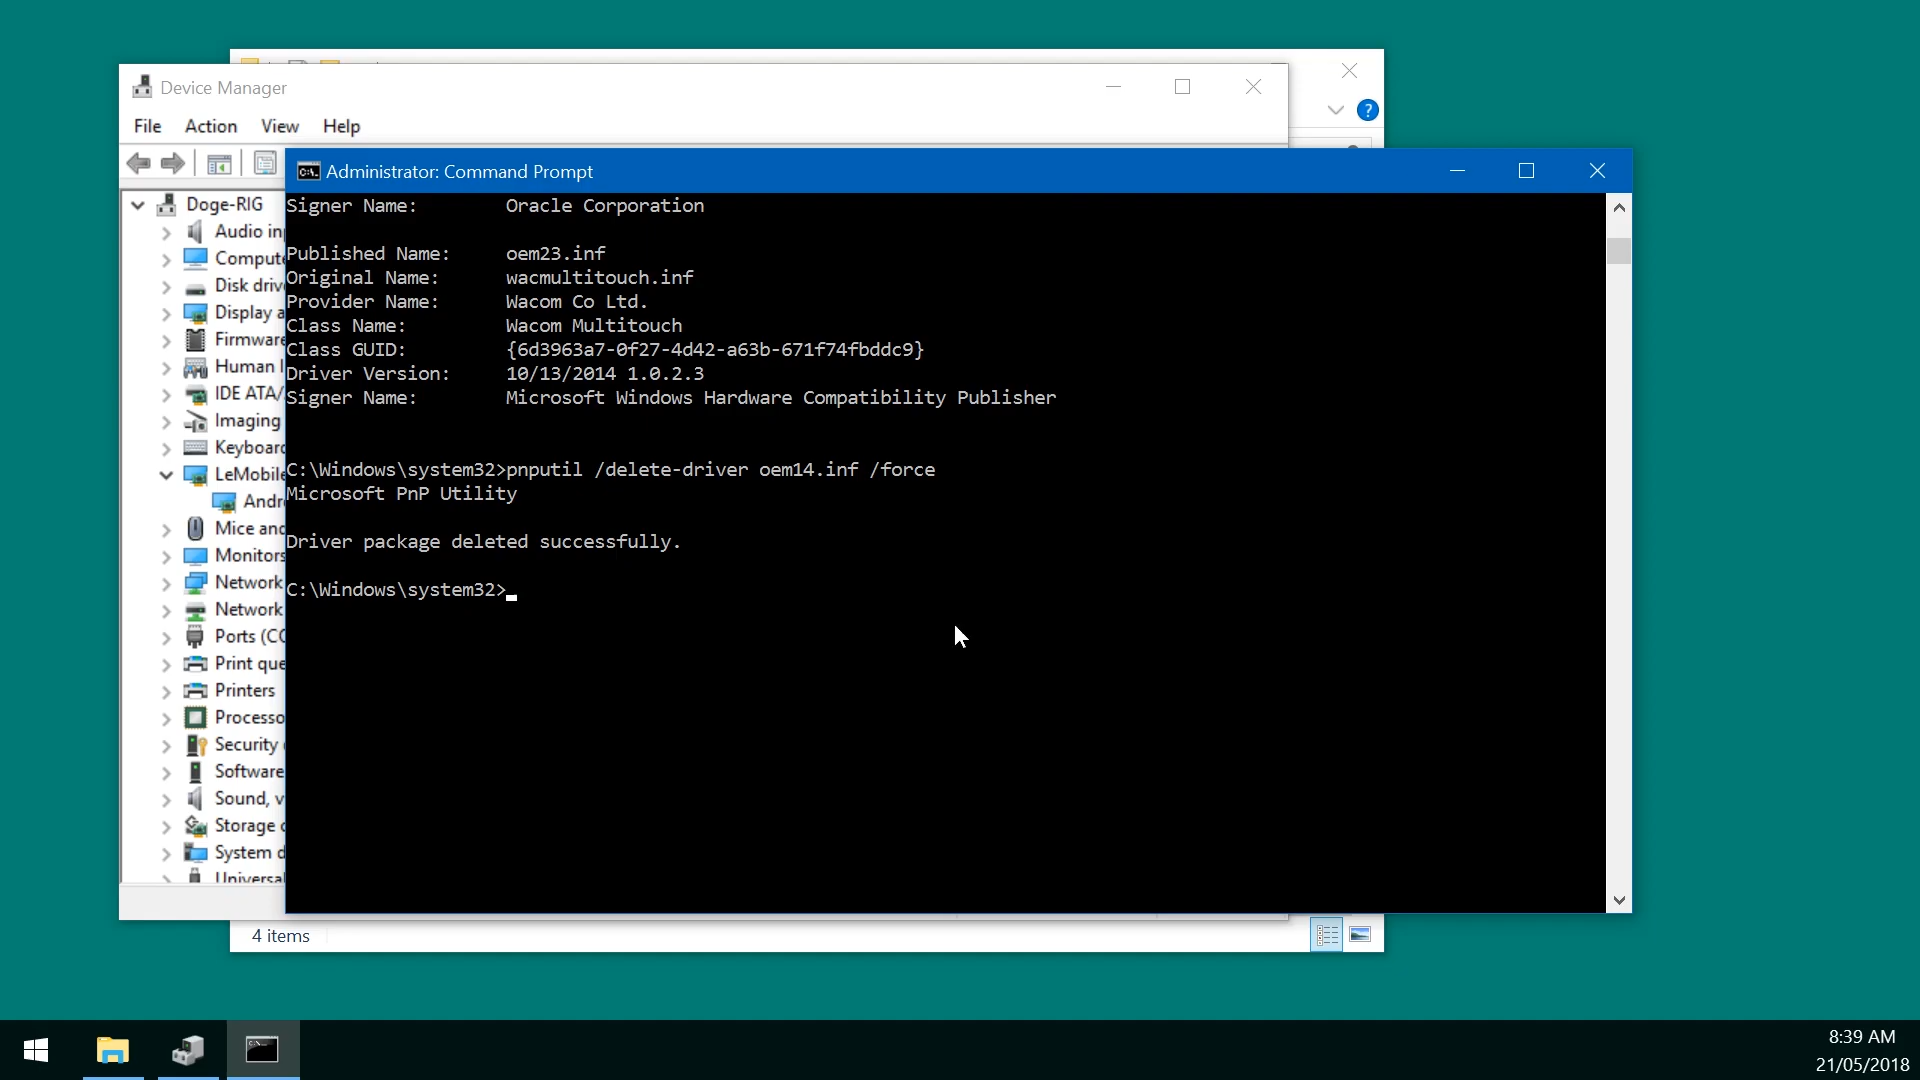 Device Manager
File Action View Help
Administrator: Command Prompt
Doge-RIG
Audio in
Compute
Disk driv
Display a
Firmware
Human I
IDE ATA/
Imaging
Keyboard
LeMobile
Andr
Mice and
Monitors
Network
Network
Ports (CO
Print que
Printers
Processo
Security
Software
Sound, v
Storage
System d
Universal
Signer Name: Oracle Corporation
Published Name: oem23.inf
Original Name: wacmultitouch.inf
Provider Name: Wacom Co Ltd.
Class Name: Wacom Multitouch
Class GUID: {6d3963a7-0f27-4d42-a63b-671f74fbddc9}
Driver Version: 10/13/2014 1.0.2.3
Signer Name: Microsoft Windows Hardware Compatibility Publisher
C:\Windows\system32>pnputil /delete-driver oem14.inf /force
Microsoft PnP Utility
Driver package deleted successfully.
C:\Windows\system32>
4 items
8:39 AM
21/05/2018